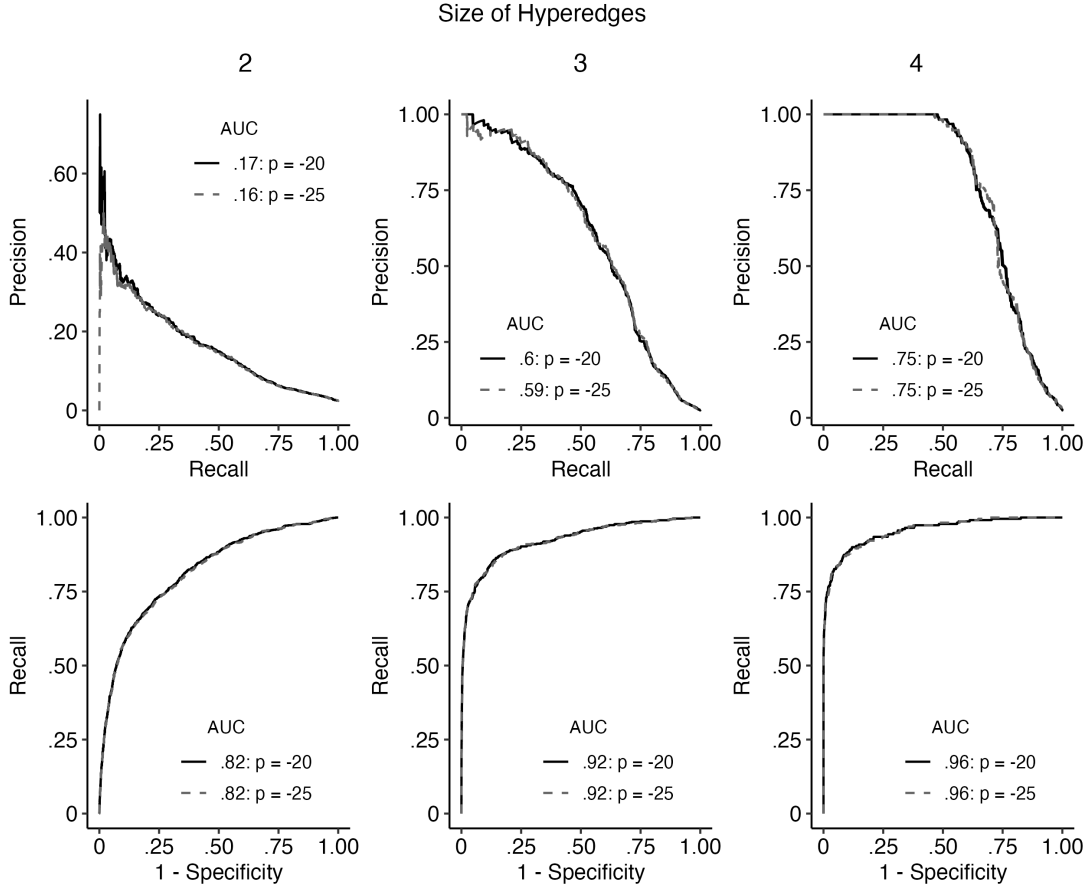 Size of Hyperedges
2
3
4
AUC
.17: p = -20
.16: p = -25
.60
.40
.20
0
Precision
0 .25 .50 .75 1.00
Recall
1.00
.75
.50
.25
0
Precision
AUC
.6: p = -20
.59: p = -25
0 .25 .50 .75 1.00
Recall
1.00
.75
.50
.25
0
Precision
AUC
.75: p = -20
.75: p = -25
0 .25 .50 .75 1.00
Recall
1.00
.75
.50
.25
0
Recall
AUC
.82: p = -20
.82: p = -25
0 .25 .50 .75 1.00
1 - Specificity
1.00
.75
.50
.25
0
Recall
AUC
.92: p = -20
.92: p = -25
0 .25 .50 .75 1.00
1 - Specificity
1.00
.75
.50
.25
0
Recall
AUC
.96: p = -20
.96: p = -25
0 .25 .50 .75 1.00
1 - Specificity